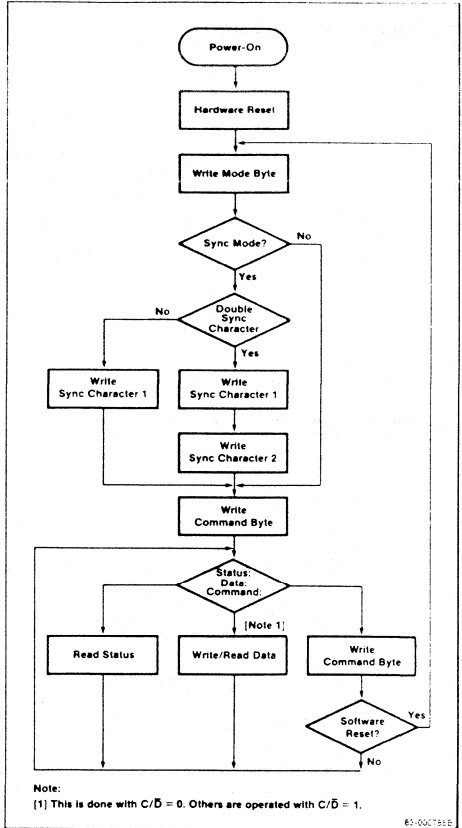 Power-On
Hardware Reset
Write Mode Byte
Sync Mode?
No
Yes
Double
Sync
Character
No
Yes
Write
Sync Character 1
Write
Sync Character 1
Write
Sync Character 2
Write
Command Byte
Status:
Data:
Command:
[Note 1]
Read Status
Write/Read Data
Write
Command Byte
Software
Reset?
Yes
No
Note:
[1] This is done with C/D̅ = 0. Others are operated with C/D̅ = 1.